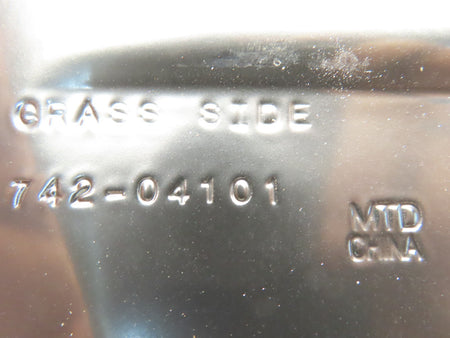 GRASS SIDE
742-04101
MTD
CHINA